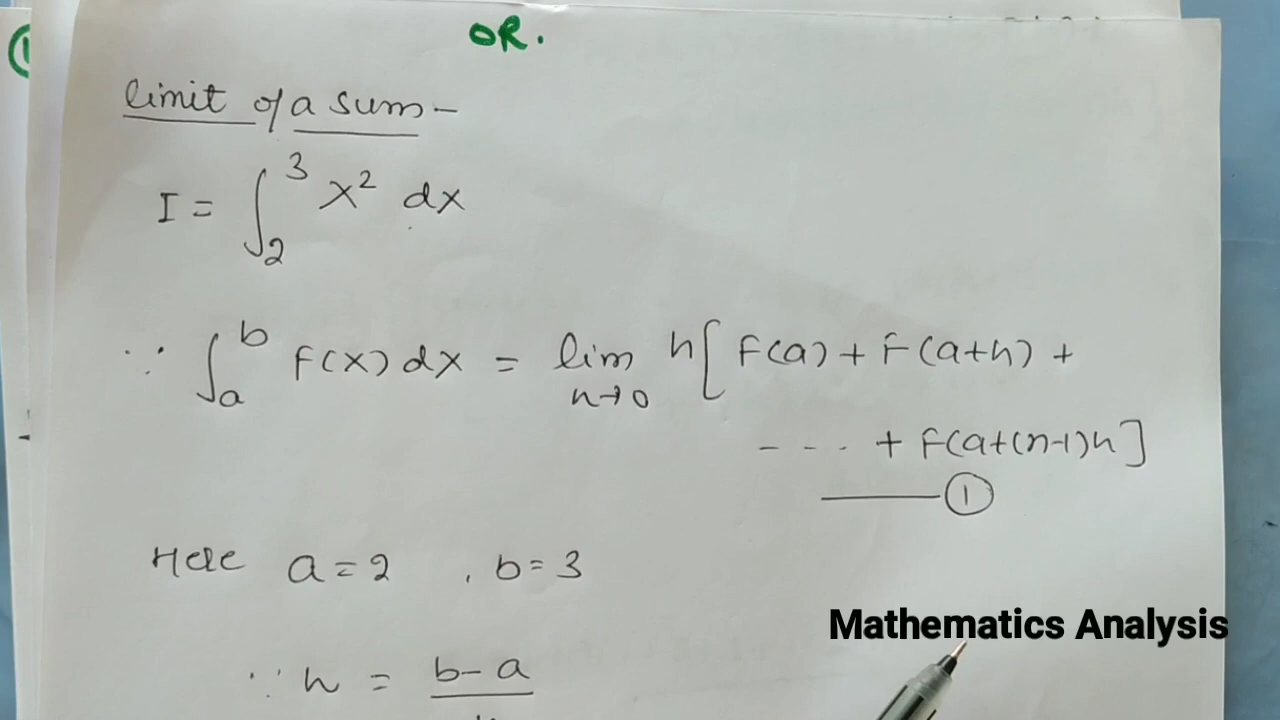 OR.
limit of a sum -
I = ∫₂³ x² dx
∵ ∫ₐᵇ F(x) dx = lim h→0 h[F(a) + F(a+h) +
- - - - + F(a+(n-1)h]
——— ①
Here a = 2 , b = 3
Mathematics Analysis
∵ h = b - a